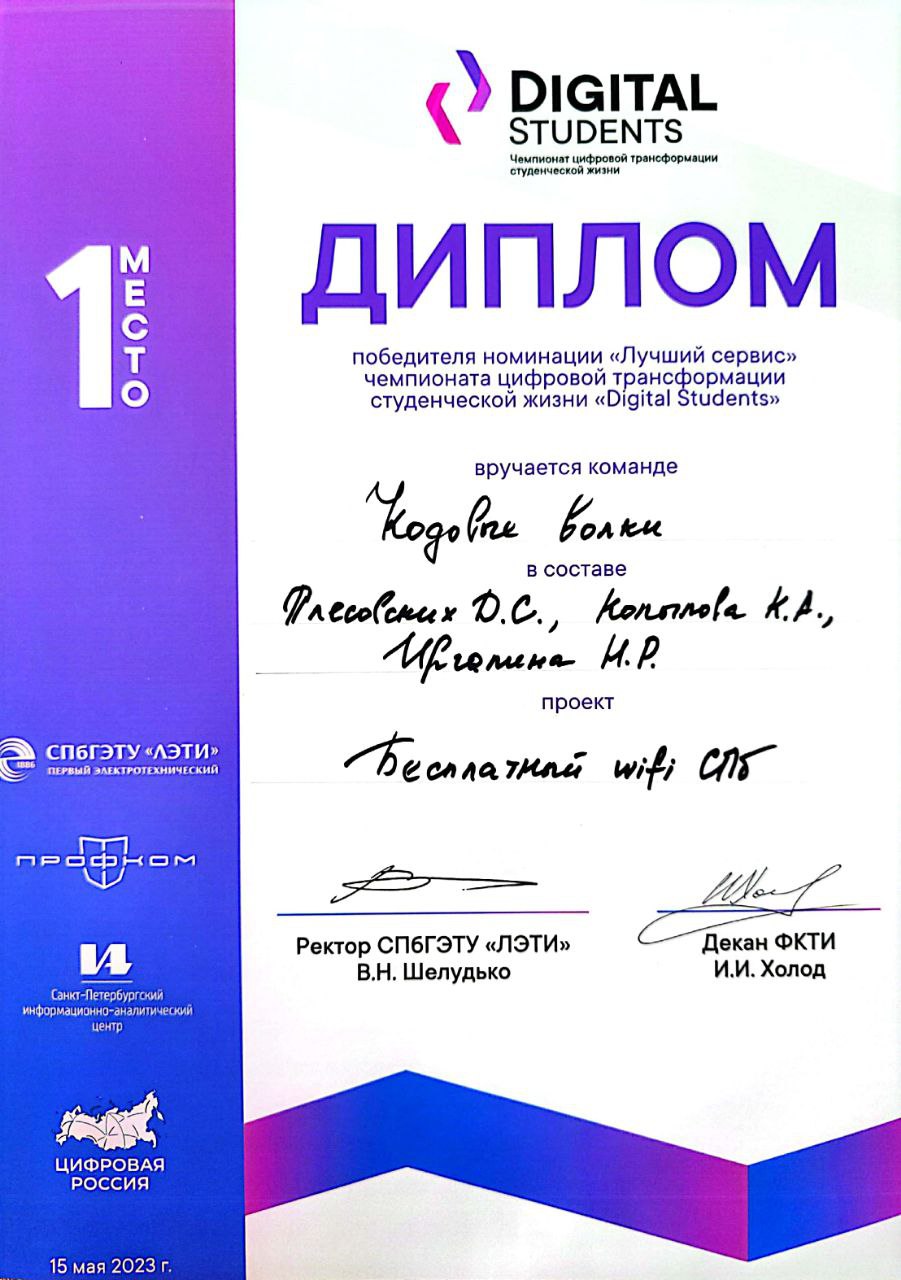 DIGITAL
STUDENTS
Чемпионат цифровой трансформации
студенческой жизни
1 МЕСТО
ДИПЛОМ
победителя номинации «Лучший сервис»
чемпионата цифровой трансформации
студенческой жизни «Digital Students»
вручается команде
Кодовые волки
в составе
Плесовских Д.С., Копылова К.А.,
Иргалина И.Р.
проект
Бесплатный wifi СПб
1886
СПбГЭТУ «ЛЭТИ»
ПЕРВЫЙ ЭЛЕКТРОТЕХНИЧЕСКИЙ
ПРОФКОМ
Ректор СПбГЭТУ «ЛЭТИ»
В.Н. Шелудько
Декан ФКТИ
И.И. Холод
ИА
Санкт-Петербургский
информационно-аналитический
центр
ЦИФРОВАЯ
РОССИЯ
15 мая 2023 г.